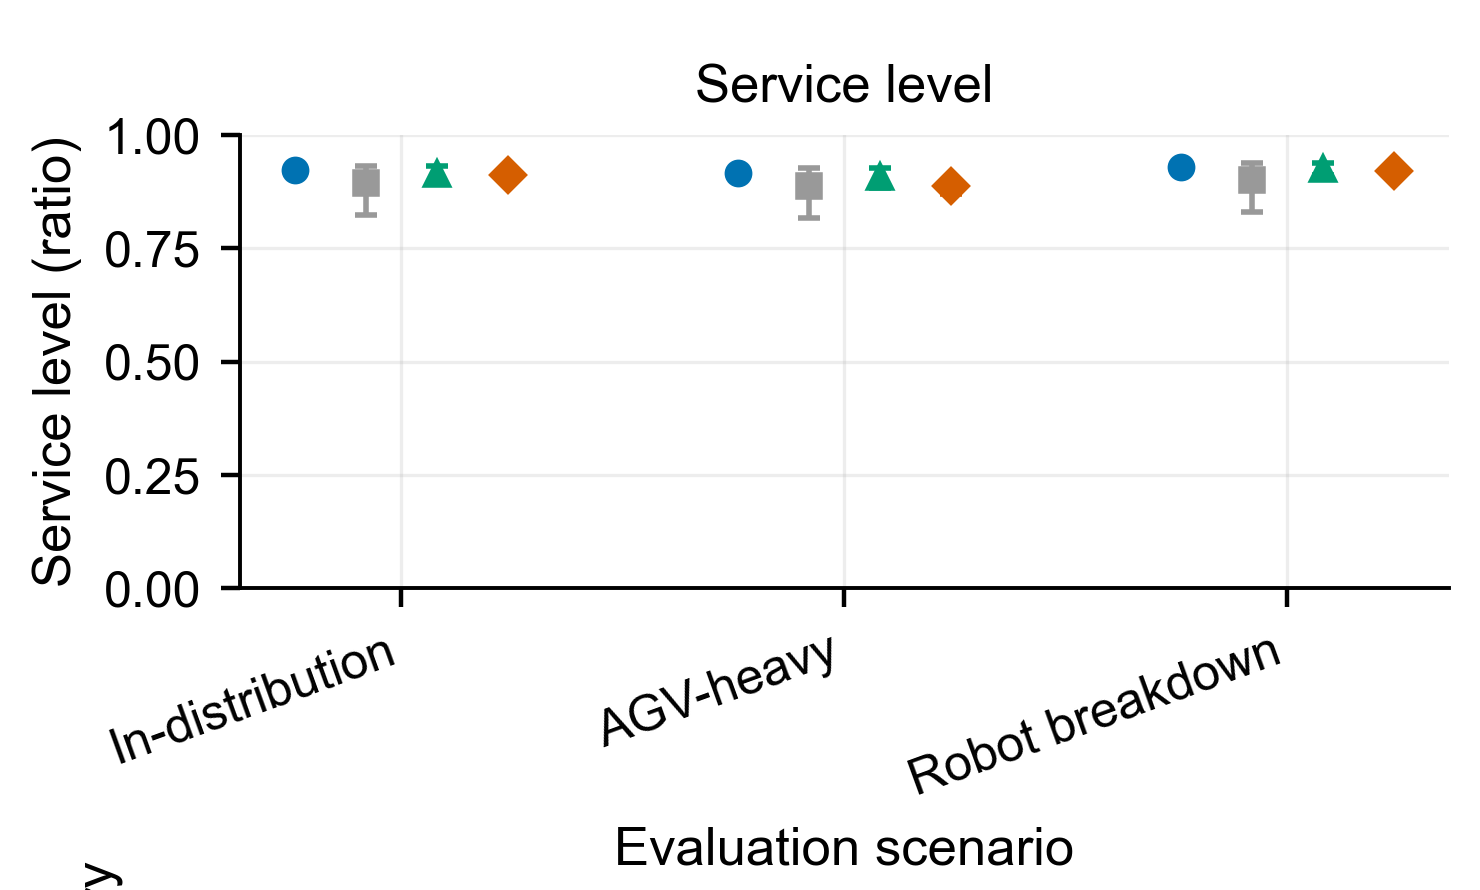 Service level
Service level (ratio)
1.00
0.75
0.50
0.25
0.00
In-distribution
AGV-heavy
Robot breakdown
Evaluation scenario